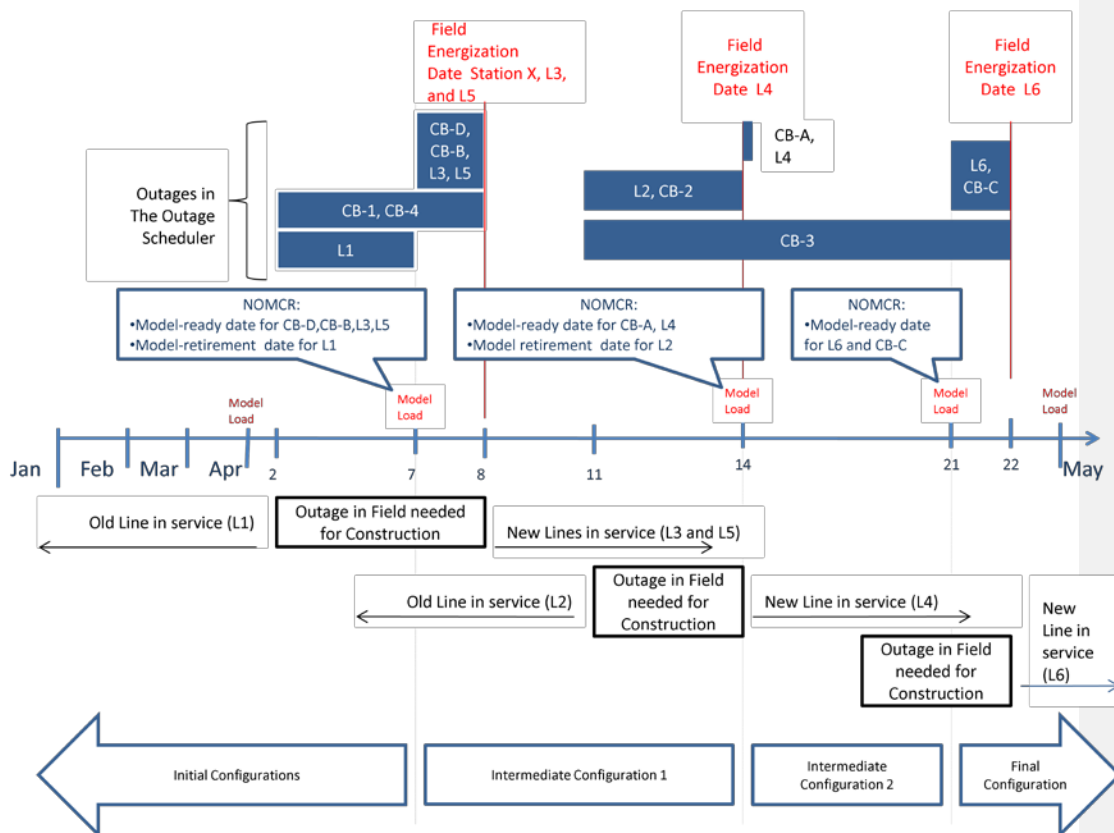 Field
Energization
Date  Station X, L3,
and L5
Field
Energization
Date  L4
Field
Energization
Date  L6
Outages in
The Outage
Scheduler
CB-D,
CB-B,
L3, L5
CB-A,
L4
L6,
CB-C
CB-1, CB-4
L2, CB-2
L1
CB-3
NOMCR:
•Model-ready date for CB-D,CB-B,L3,L5
•Model-retirement  date for L1
NOMCR:
•Model-ready date for CB-A, L4
•Model retirement  date for L2
NOMCR:
•Model-ready date
for L6 and CB-C
Model
Load
Model
Load
Model
Load
Model
Load
Model
Load
Jan
Feb
Mar
Apr
2
7
8
11
14
21
22
May
Old Line in service (L1)
Outage in Field needed
for Construction
New Lines in service (L3 and L5)
Old Line in service (L2)
Outage in Field
needed for
Construction
New Line in service (L4)
Outage in Field
needed for
Construction
New
Line in
service
(L6)
Initial Configurations
Intermediate Configuration 1
Intermediate
Configuration 2
Final
Configuration